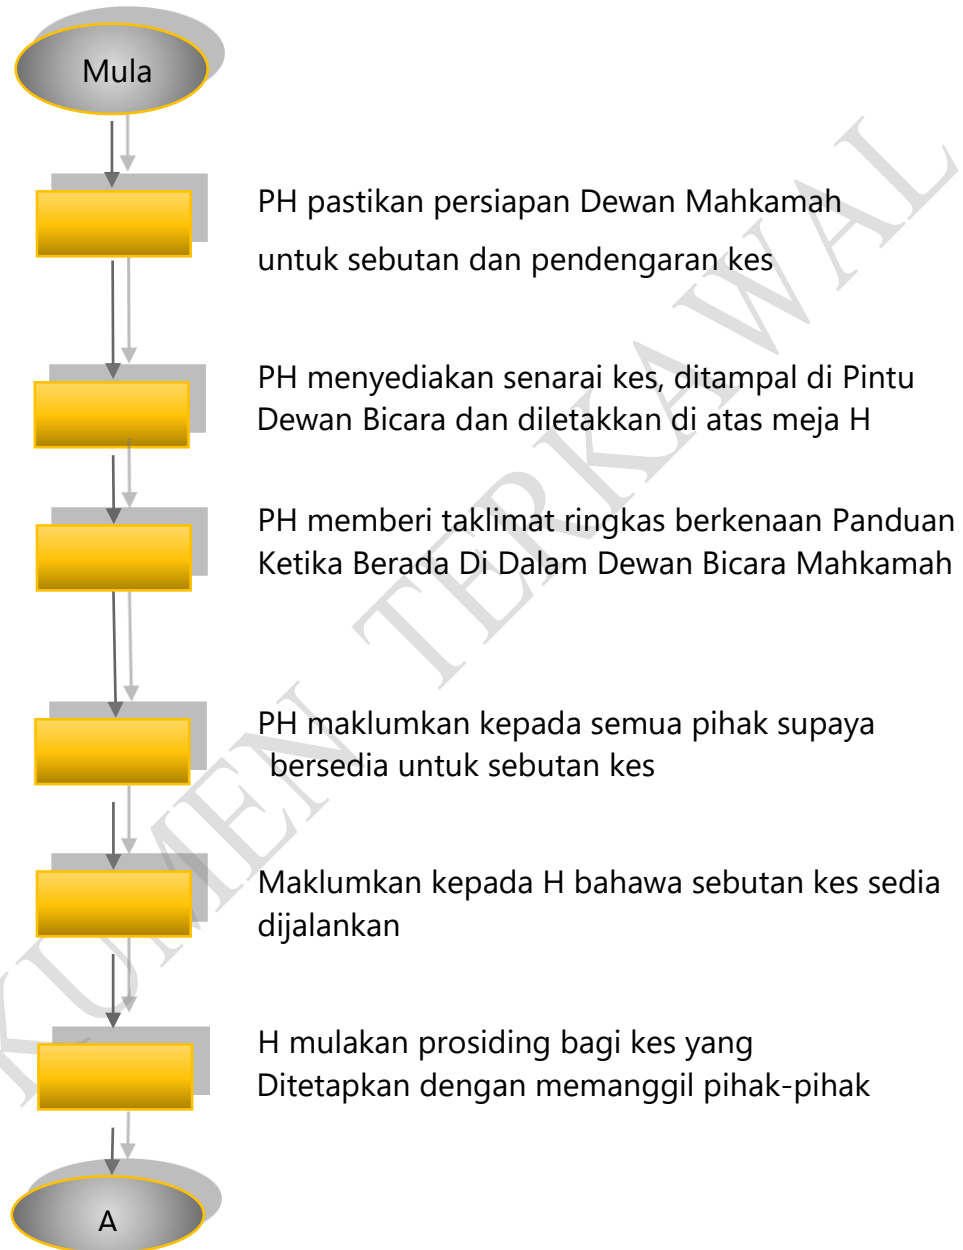 Mula
PH pastikan persiapan Dewan Mahkamah
untuk sebutan dan pendengaran kes
PH menyediakan senarai kes, ditampal di Pintu
Dewan Bicara dan diletakkan di atas meja H
PH memberi taklimat ringkas berkenaan Panduan
Ketika Berada Di Dalam Dewan Bicara Mahkamah
PH maklumkan kepada semua pihak supaya
bersedia untuk sebutan kes
Maklumkan kepada H bahawa sebutan kes sedia
dijalankan
H mulakan prosiding bagi kes yang
Ditetapkan dengan memanggil pihak-pihak
A
KUMEN TERKAWAL